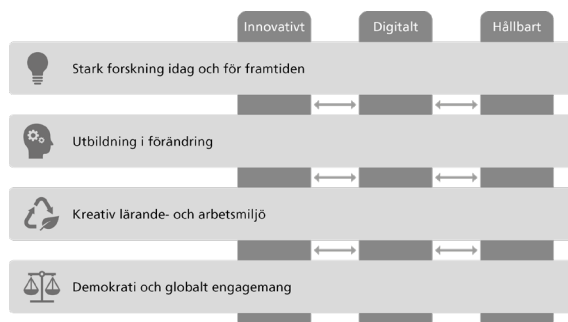 Innovativt Digitalt Hållbart
Stark forskning idag och för framtiden
Utbildning i förändring
Kreativ lärande- och arbetsmiljö
Demokrati och globalt engagemang